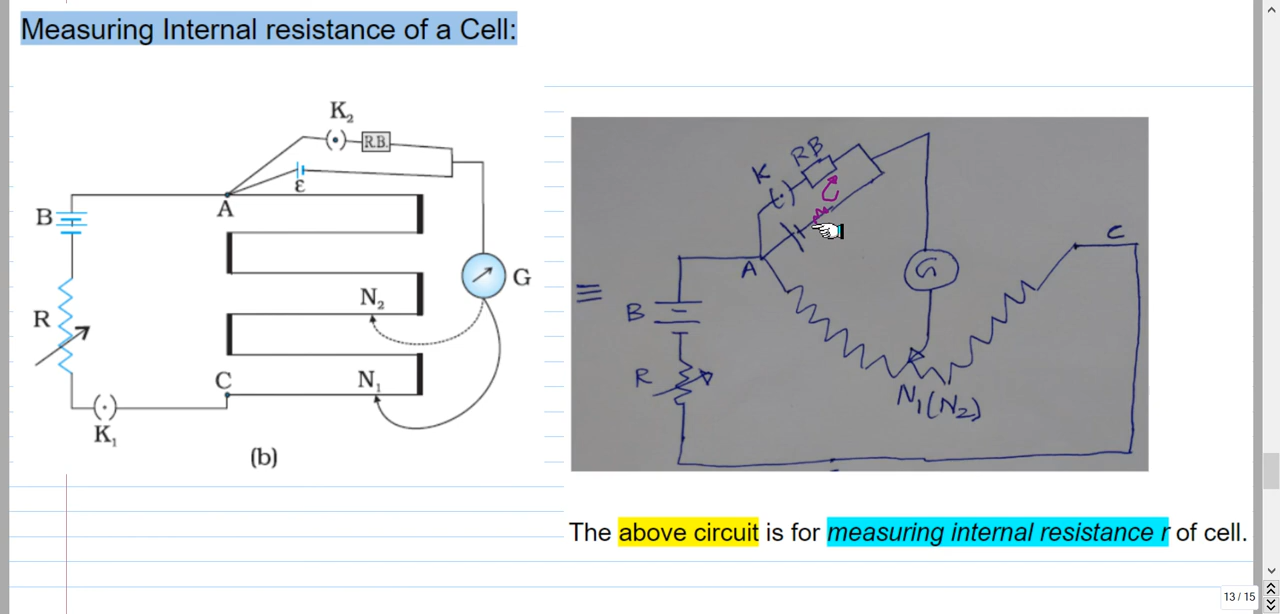 Measuring Internal resistance of a Cell:
K₂
R.B.
ε
A
B
R
G
N₂
C
N₁
K₁
(b)
≡
K
RB
A
B
R
G
C
N₁(N₂)
The above circuit is for measuring internal resistance r of cell.
13 / 15